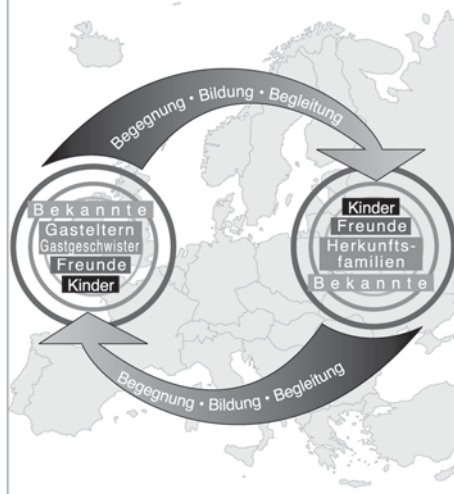 Begegnung • Bildung • Begleitung
Bekannte
Gasteltern
Gastgeschwister
Freunde
Kinder
Kinder
Freunde
Herkunfts-
familien
Bekannte
Begegnung • Bildung • Begleitung